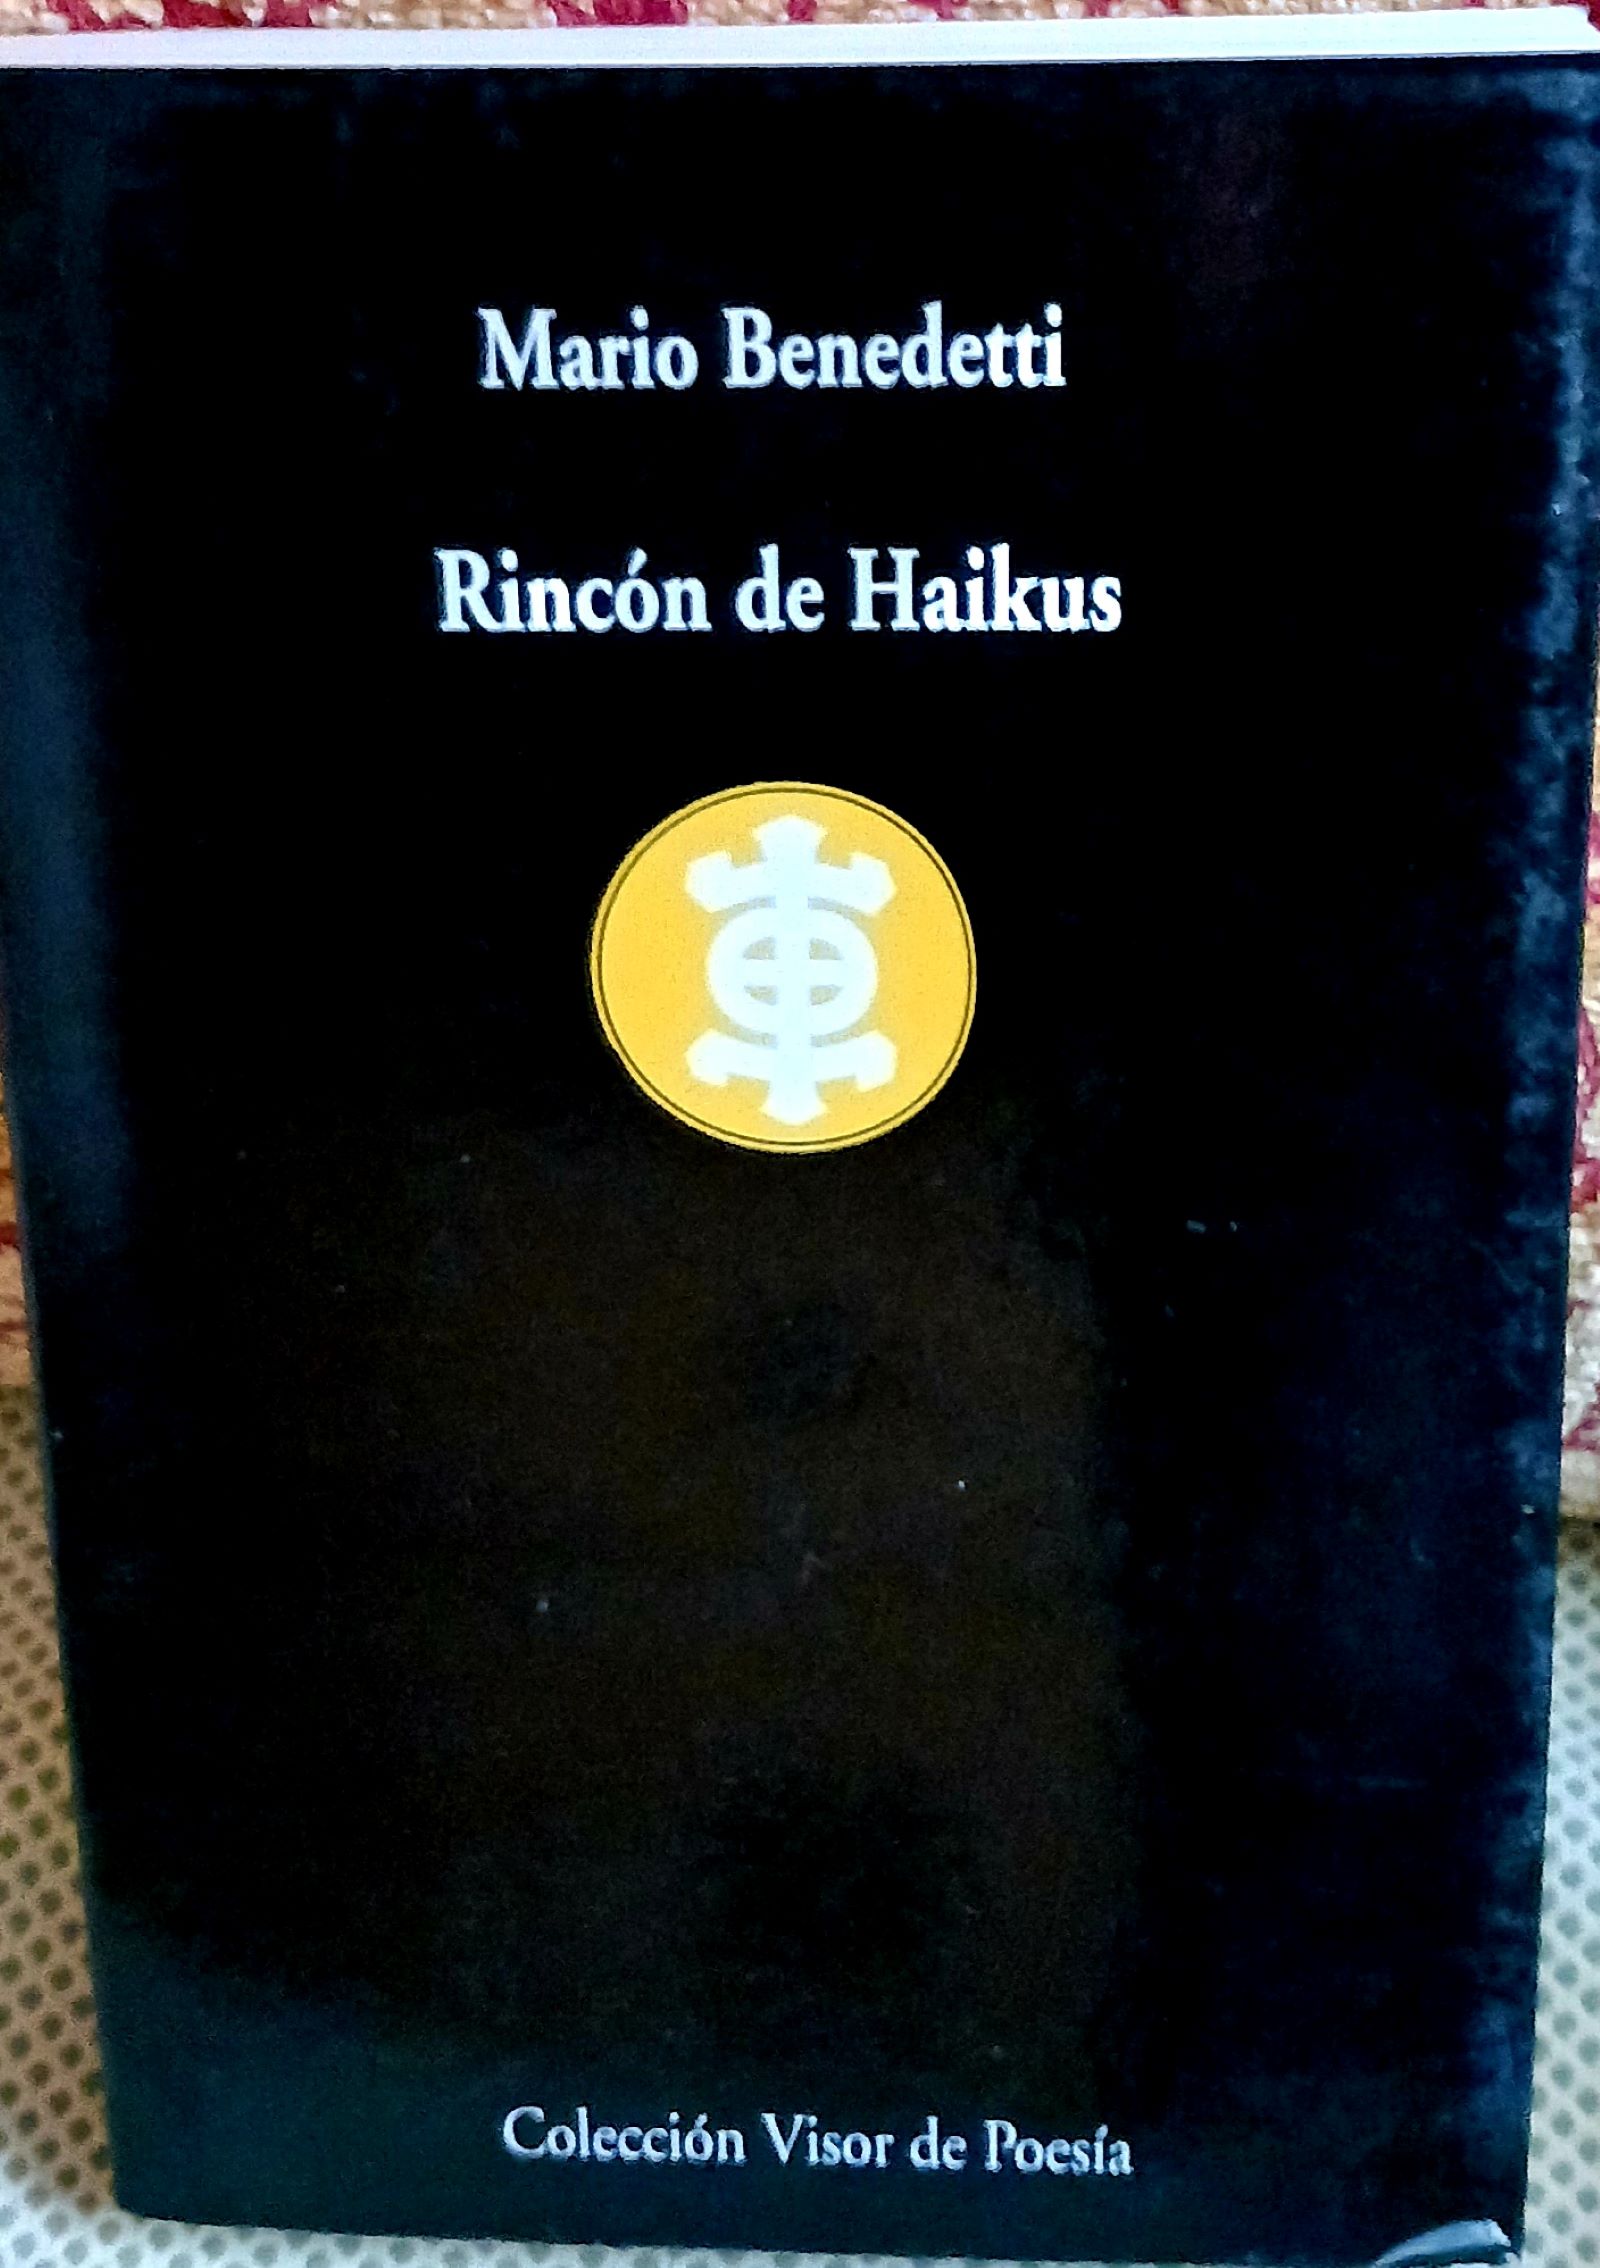 Mario Benedetti
Rincón de Haikus
Colección Visor de Poesía